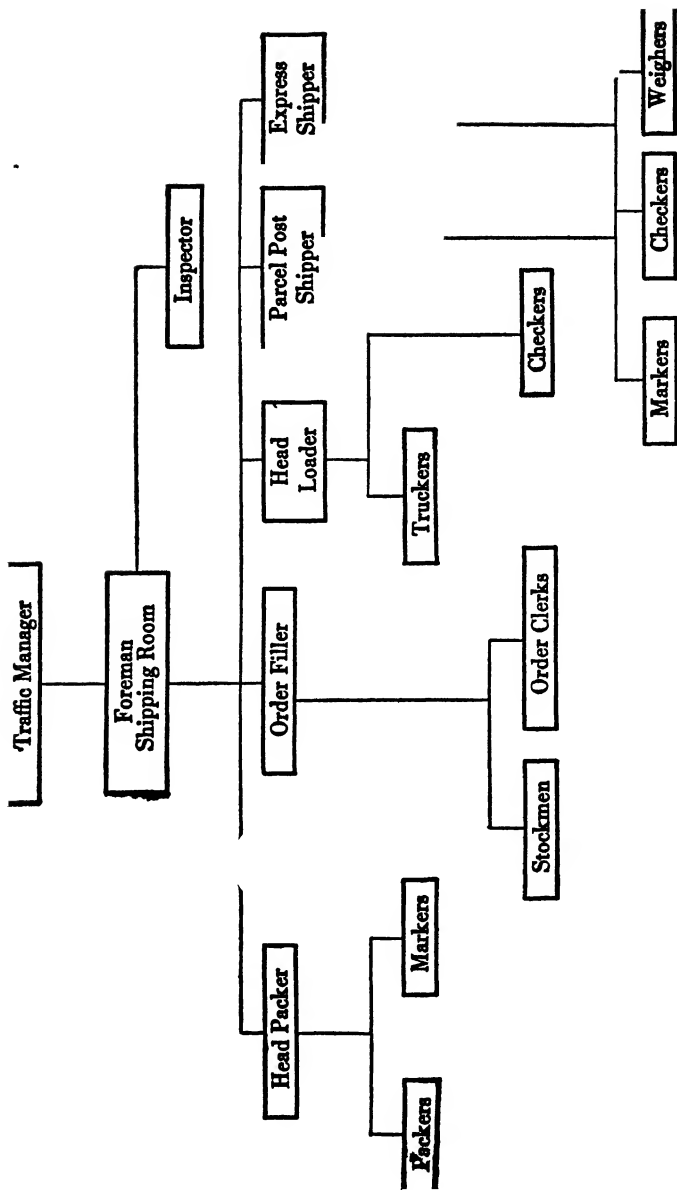 Traffic Manager
Foreman
Shipping Room
Inspector
Head Packer
Order Filler
Head
Loader
Parcel Post
Shipper
Express
Shipper
Packers
Markers
Truckers
Stockmen
Order Clerks
Checkers
Markers
Checkers
Weighers